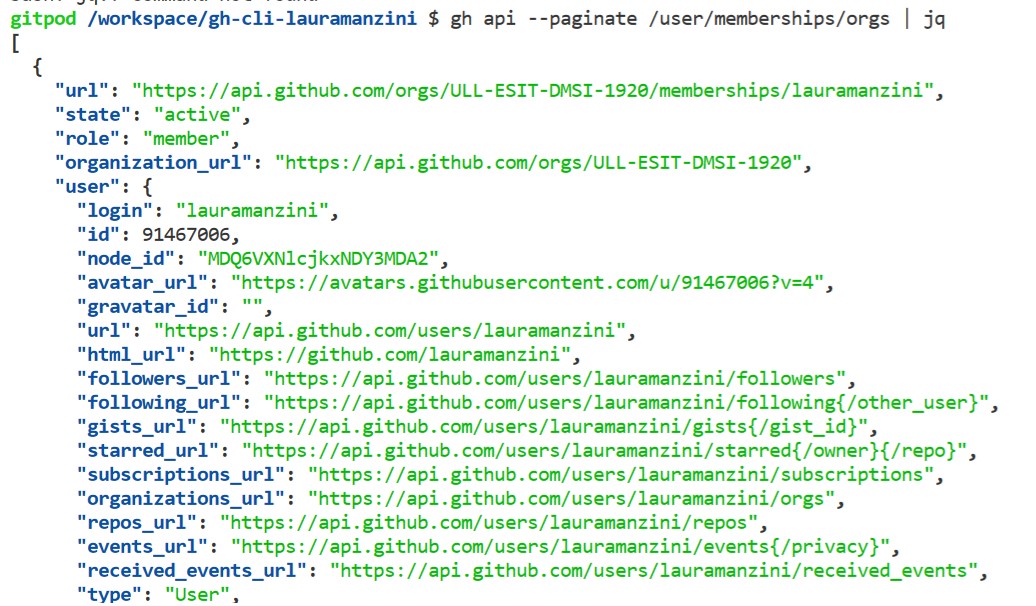 gitpod /workspace/gh-cli-lauramanzini $ gh api --paginate /user/memberships/orgs | jq
[
  {
    "url": "https://api.github.com/orgs/ULL-ESIT-DMSI-1920/memberships/lauramanzini",
    "state": "active",
    "role": "member",
    "organization_url": "https://api.github.com/orgs/ULL-ESIT-DMSI-1920",
    "user": {
      "login": "lauramanzini",
      "id": 91467006,
      "node_id": "MDQ6VXNlcjkxNDY3MDA2",
      "avatar_url": "https://avatars.githubusercontent.com/u/91467006?v=4",
      "gravatar_id": "",
      "url": "https://api.github.com/users/lauramanzini",
      "html_url": "https://github.com/lauramanzini",
      "followers_url": "https://api.github.com/users/lauramanzini/followers",
      "following_url": "https://api.github.com/users/lauramanzini/following{/other_user}",
      "gists_url": "https://api.github.com/users/lauramanzini/gists{/gist_id}",
      "starred_url": "https://api.github.com/users/lauramanzini/starred{/owner}{/repo}",
      "subscriptions_url": "https://api.github.com/users/lauramanzini/subscriptions",
      "organizations_url": "https://api.github.com/users/lauramanzini/orgs",
      "repos_url": "https://api.github.com/users/lauramanzini/repos",
      "events_url": "https://api.github.com/users/lauramanzini/events{/privacy}",
      "received_events_url": "https://api.github.com/users/lauramanzini/received_events",
      "type": "User",